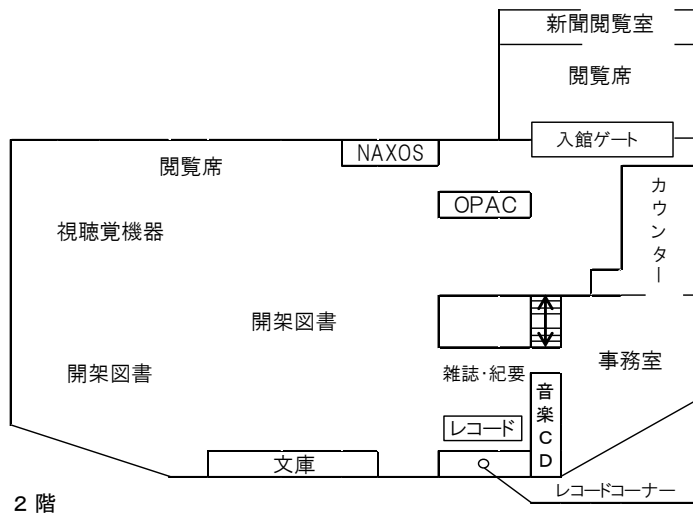 新聞閲覧室
閲覧席
入館ゲート
NAXOS
閲覧席
カウンター
OPAC
視聴覚機器
開架図書
事務室
開架図書
雑誌・紀要
音楽CD
レコード
文庫
レコードコーナー
2階